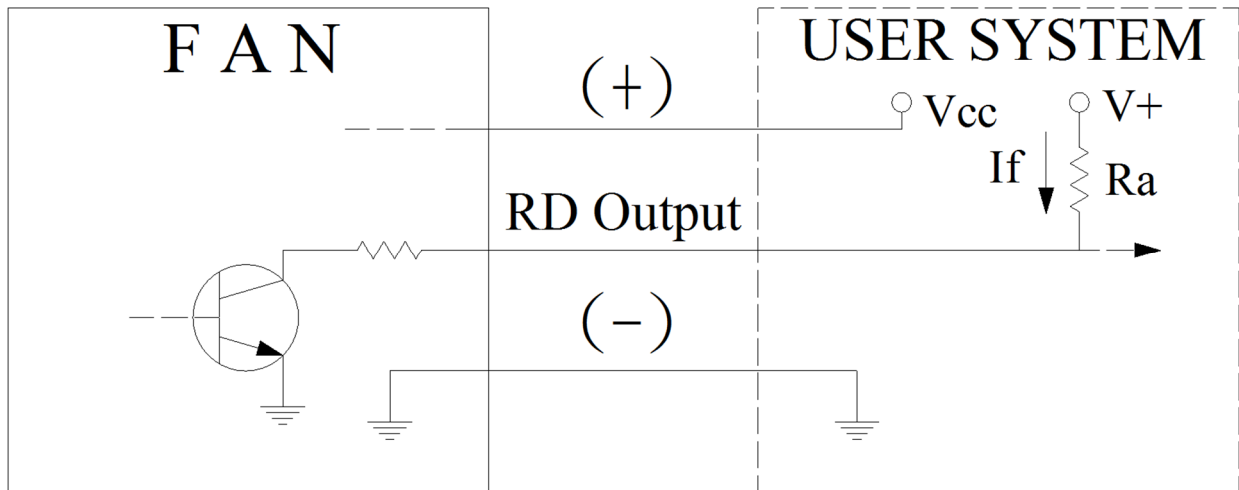 F A N
USER SYSTEM
(+)
Vcc
V+
If
Ra
RD Output
(-)